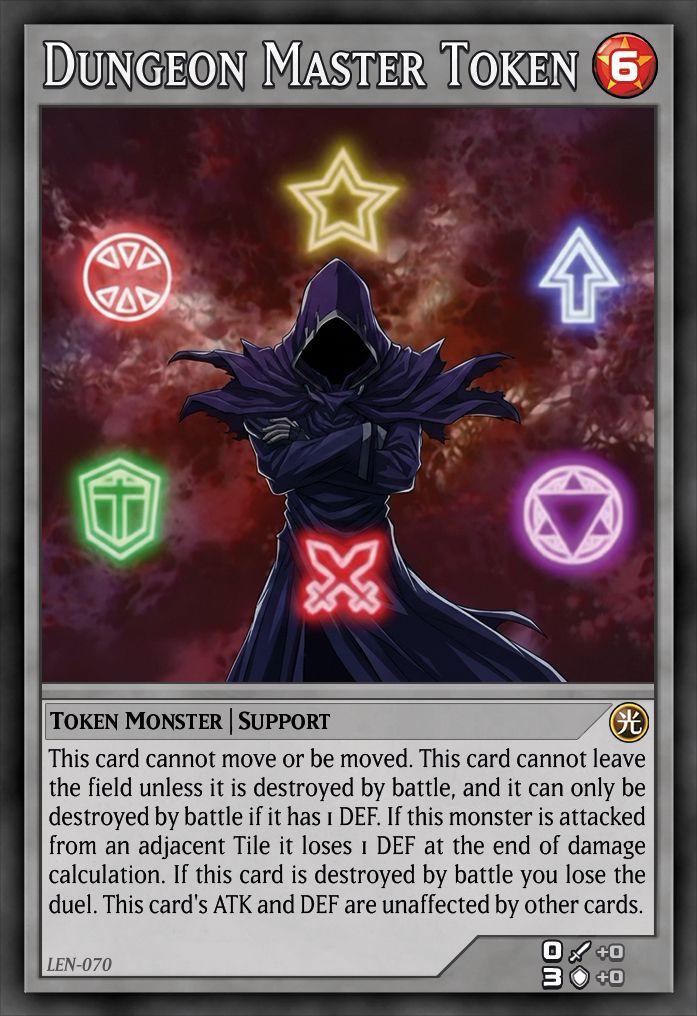 Dungeon Master Token 6
Token Monster | Support 光
This card cannot move or be moved. This card cannot leave
the field unless it is destroyed by battle, and it can only be
destroyed by battle if it has 1 DEF. If this monster is attacked
from an adjacent Tile it loses 1 DEF at the end of damage
calculation. If this card is destroyed by battle you lose the
duel. This card's ATK and DEF are unaffected by other cards.
LEN-070
0 +0
3 +0